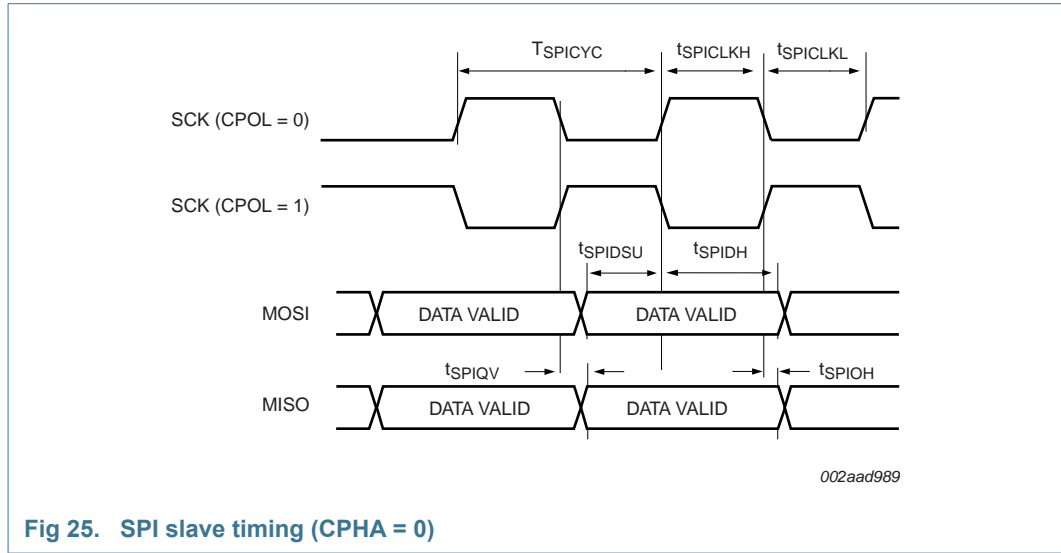 TSPICYC tSPICLKH tSPICLKL
SCK (CPOL = 0)
SCK (CPOL = 1)
tSPIDSU tSPIDH
MOSI DATA VALID DATA VALID
tSPIQV tSPIOH
MISO DATA VALID DATA VALID
002aad989
Fig 25. SPI slave timing (CPHA = 0)